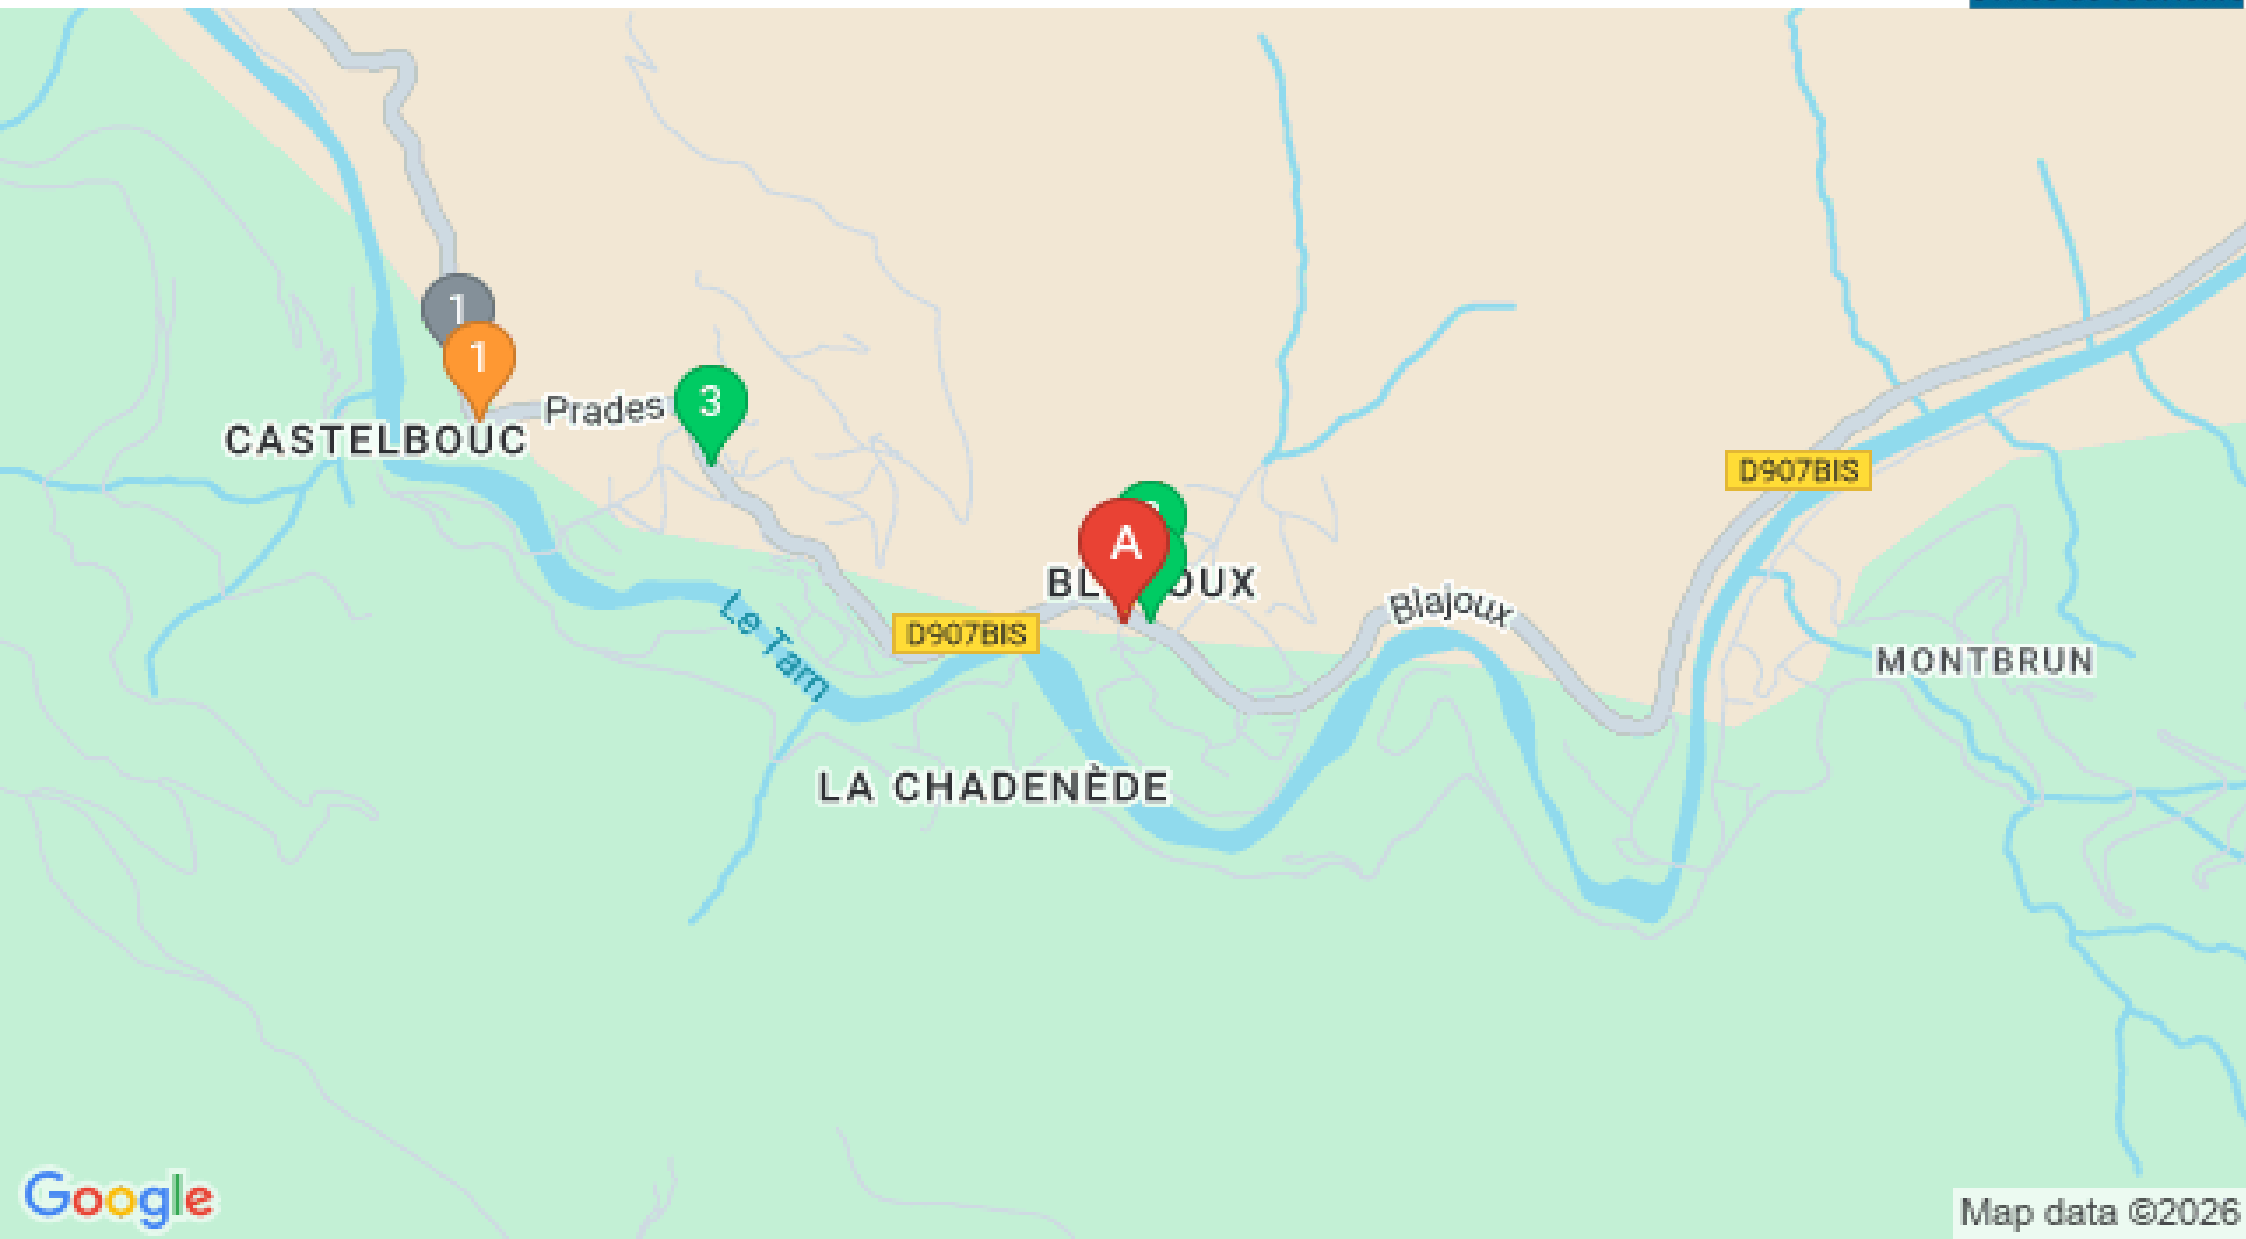 1
1
Prades
3
CASTELBOUC
D907BIS
A
Blajoux
Le Tarn
D907BIS
MONTBRUN
LA CHADENÈDE
Google
Map data ©2026